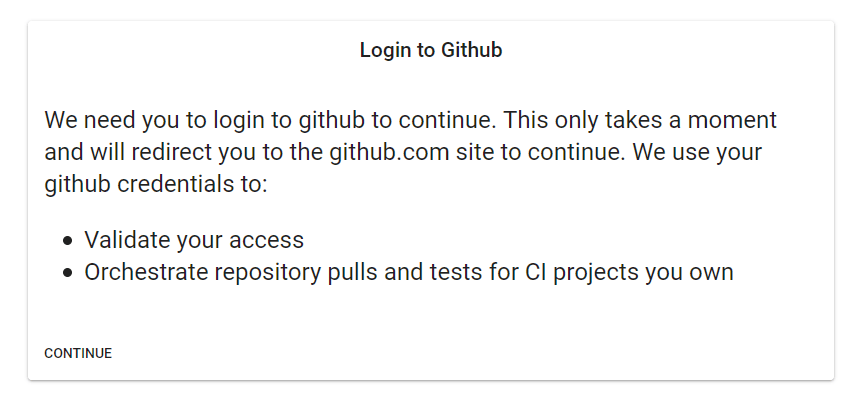 Login to Github
We need you to login to github to continue. This only takes a moment
and will redirect you to the github.com site to continue. We use your
github credentials to:
• Validate your access
• Orchestrate repository pulls and tests for CI projects you own
CONTINUE